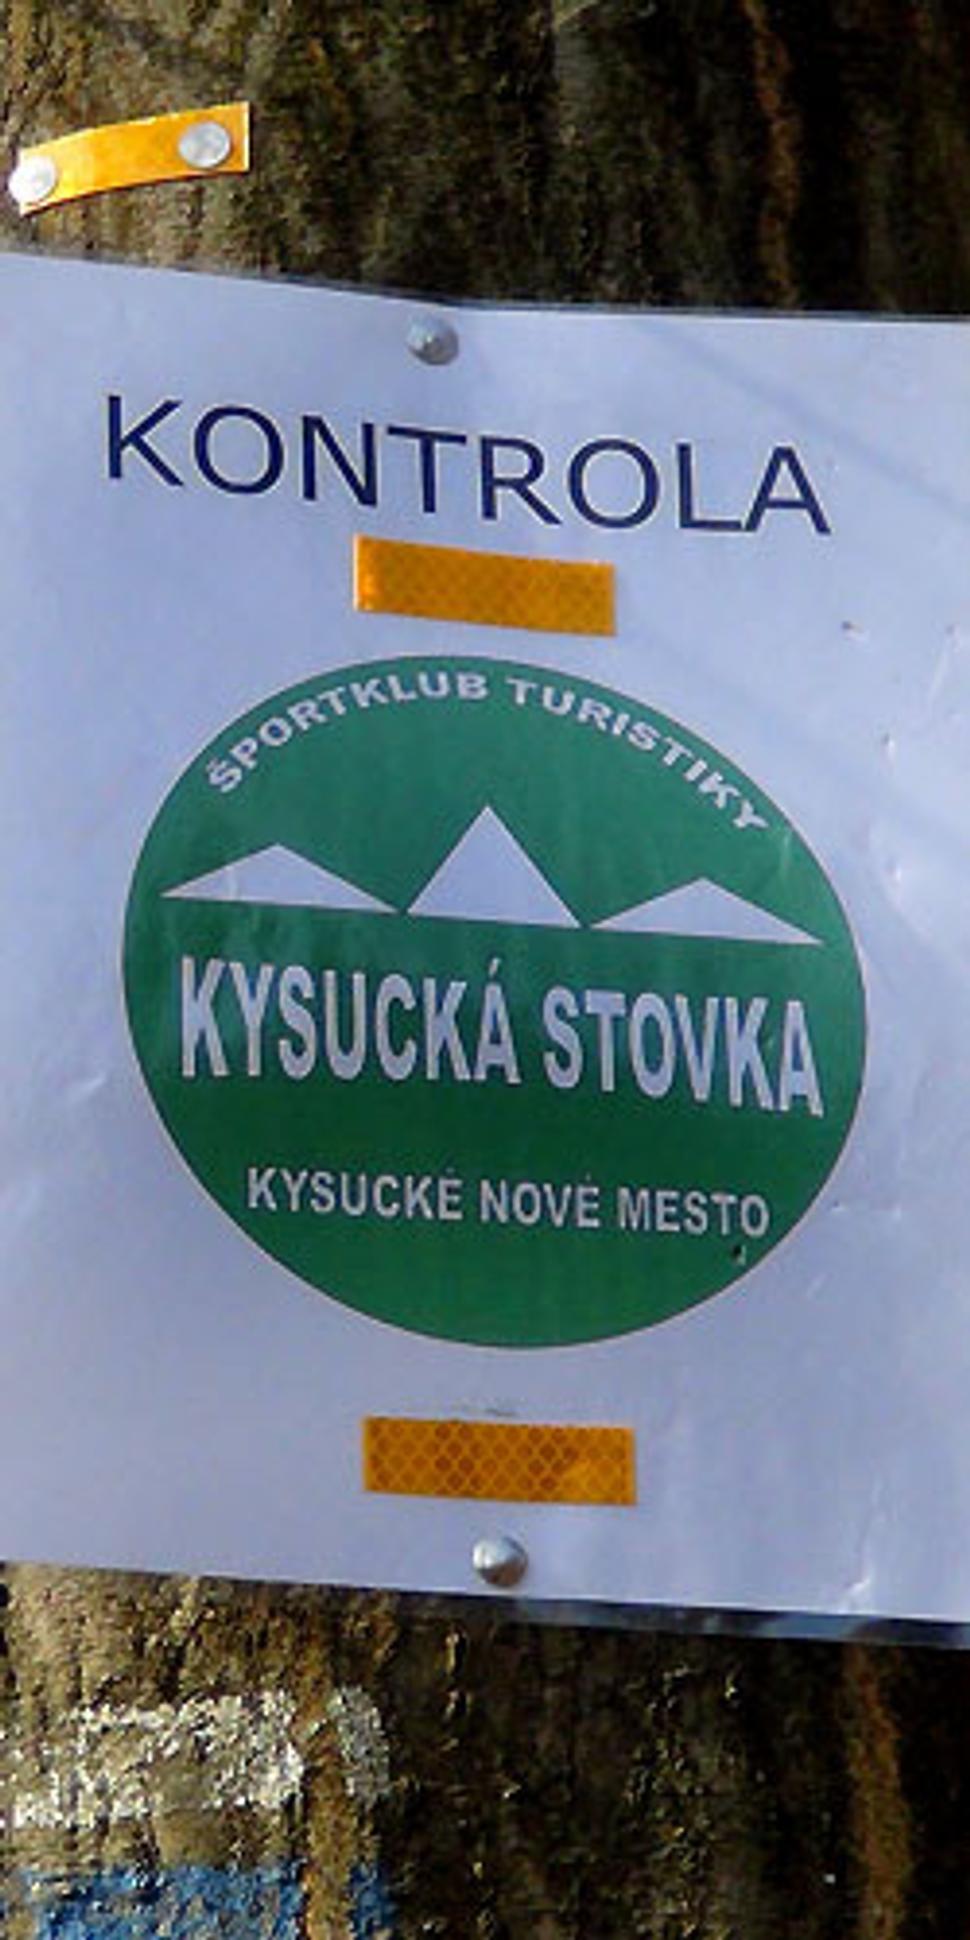 KONTROLA
ŠPORTKLUB TURISTIKY
KYSUCKÁ STOVKA
KYSUCKÉ NOVÉ MESTO